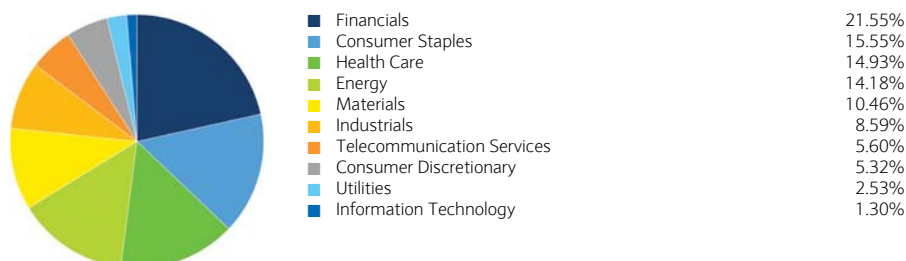 Financials 21.55%
Consumer Staples 15.55%
Health Care 14.93%
Energy 14.18%
Materials 10.46%
Industrials 8.59%
Telecommunication Services 5.60%
Consumer Discretionary 5.32%
Utilities 2.53%
Information Technology 1.30%